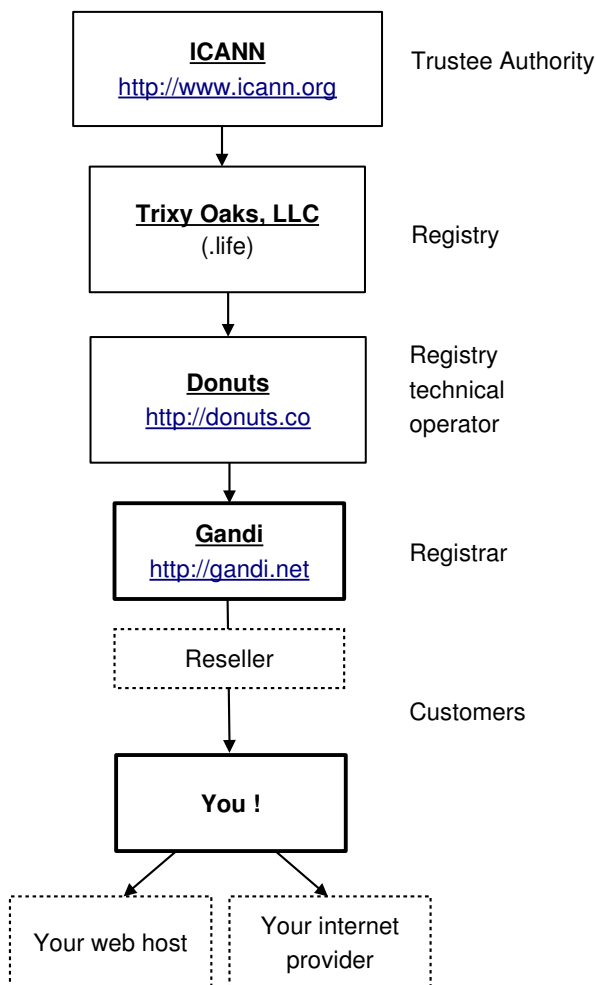 ICANN
http://www.icann.org
Trustee Authority
Trixy Oaks, LLC
(.life)
Registry
Donuts
http://donuts.co
Registry
technical
operator
Gandi
http://gandi.net
Registrar
Reseller
Customers
You !
Your web host
Your internet
provider